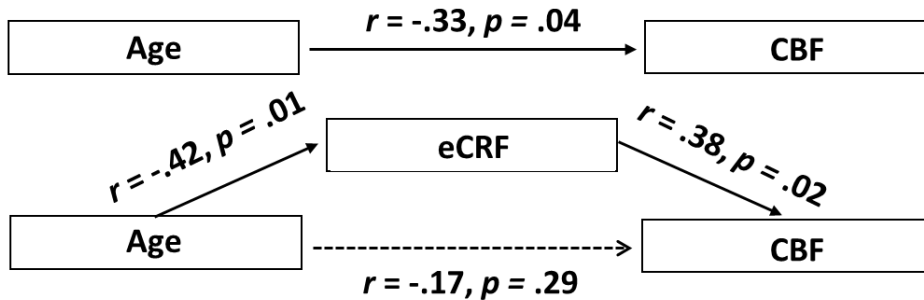 r = -.33, p = .04
Age
CBF
r = -.42, p = .01
eCRF
r = .38, p = .02
Age
CBF
r = -.17, p = .29